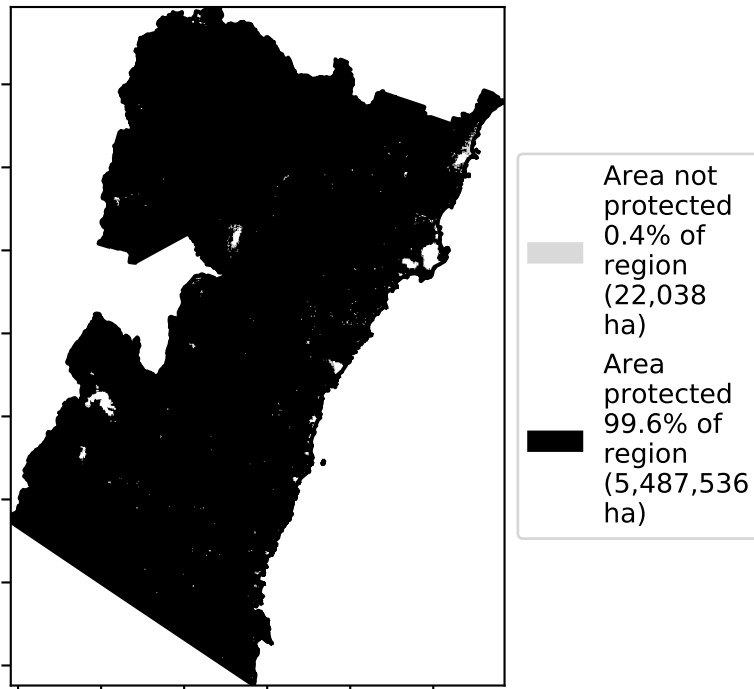 Area not
protected
0.4% of
region
(22,038
ha)
Area
protected
99.6% of
region
(5,487,536
ha)